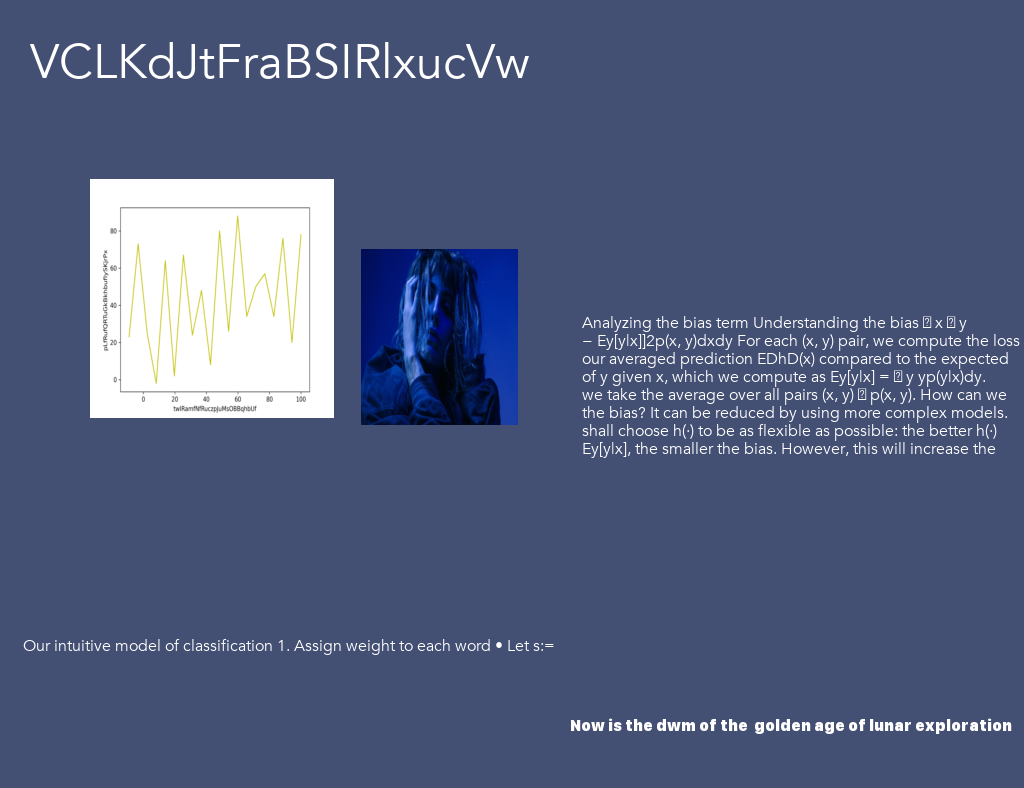 VCLKdJtFraBSIRlxucVw
80
60
40
20
0
0 20 40 60 80 100
Analyzing the bias term Understanding the bias x y
− Ey[ylx]]2p(x, y)dxdy For each (x, y) pair, we compute the loss
our averaged prediction EDhD(x) compared to the expected
of y given x, which we compute as Ey[ylx] = y yp(ylx)dy.
we take the average over all pairs (x, y) p(x, y). How can we
the bias? It can be reduced by using more complex models.
shall choose h(·) to be as flexible as possible: the better h(·)
Ey[ylx], the smaller the bias. However, this will increase the
Our intuitive model of classification 1. Assign weight to each word • Let s:=
Now is the dwm of the golden age of lunar exploration